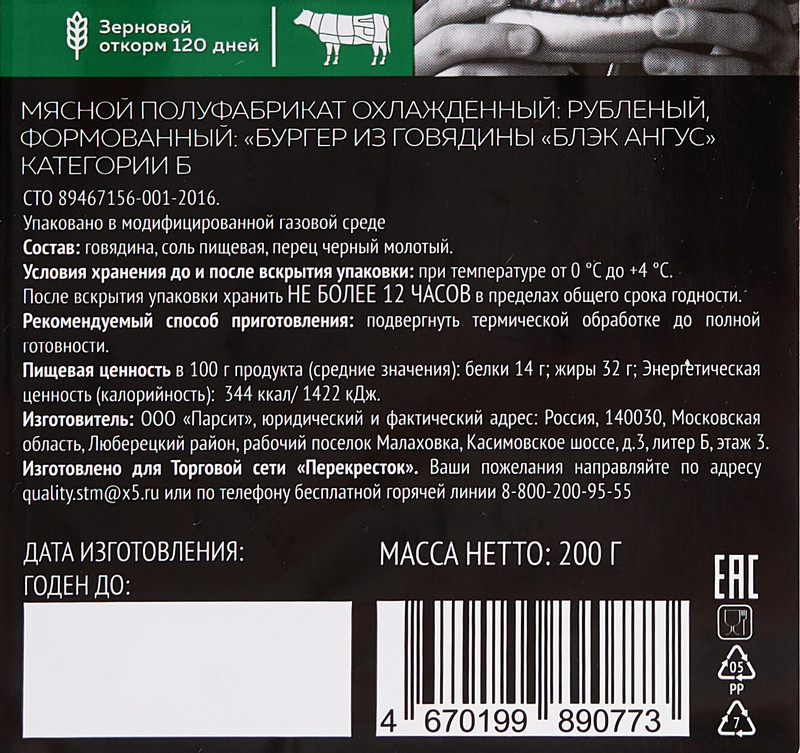 Зерновой
откорм 120 дней
МЯСНОЙ ПОЛУФАБРИКАТ ОХЛАЖДЕННЫЙ: РУБЛЕНЫЙ,
ФОРМОВАННЫЙ: «БУРГЕР ИЗ ГОВЯДИНЫ «БЛЭК АНГУС»
КАТЕГОРИИ Б
СТО 89467156-001-2016.
Упаковано в модифицированной газовой среде
Состав: говядина, соль пищевая, перец черный молотый.
Условия хранения до и после вскрытия упаковки: при температуре от 0 °С до +4 °С.
После вскрытия упаковки хранить НЕ БОЛЕЕ 12 ЧАСОВ в пределах общего срока годности.
Рекомендуемый способ приготовления: подвергнуть термической обработке до полной
готовности.
Пищевая ценность в 100 г продукта (средние значения): белки 14 г; жиры 32 г; Энергетическая
ценность (калорийность): 344 ккал/ 1422 кДж.
Изготовитель: ООО «Парсит», юридический и фактический адрес: Россия, 140030, Московская
область, Люберецкий район, рабочий поселок Малаховка, Касимовское шоссе, д.3, литер Б, этаж 3.
Изготовлено для Торговой сети «Перекресток». Ваши пожелания направляйте по адресу
quality.stm@x5.ru или по телефону бесплатной горячей линии 8-800-200-95-55
ДАТА ИЗГОТОВЛЕНИЯ:
ГОДЕН ДО:
МАССА НЕТТО: 200 Г
EAC
05
PP
7
4 670199 890773